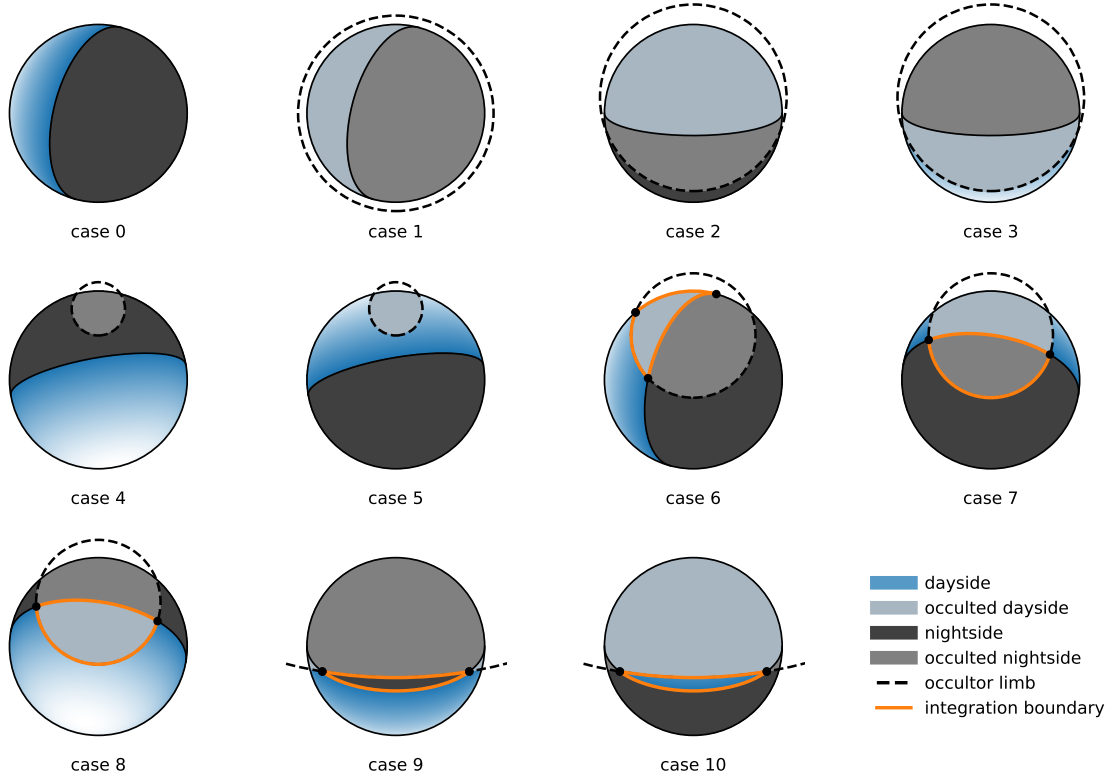 case 0
case 1
case 2
case 3
case 4
case 5
case 6
case 7
case 8
case 9
case 10
dayside
occulted dayside
nightside
occulted nightside
occultor limb
integration boundary